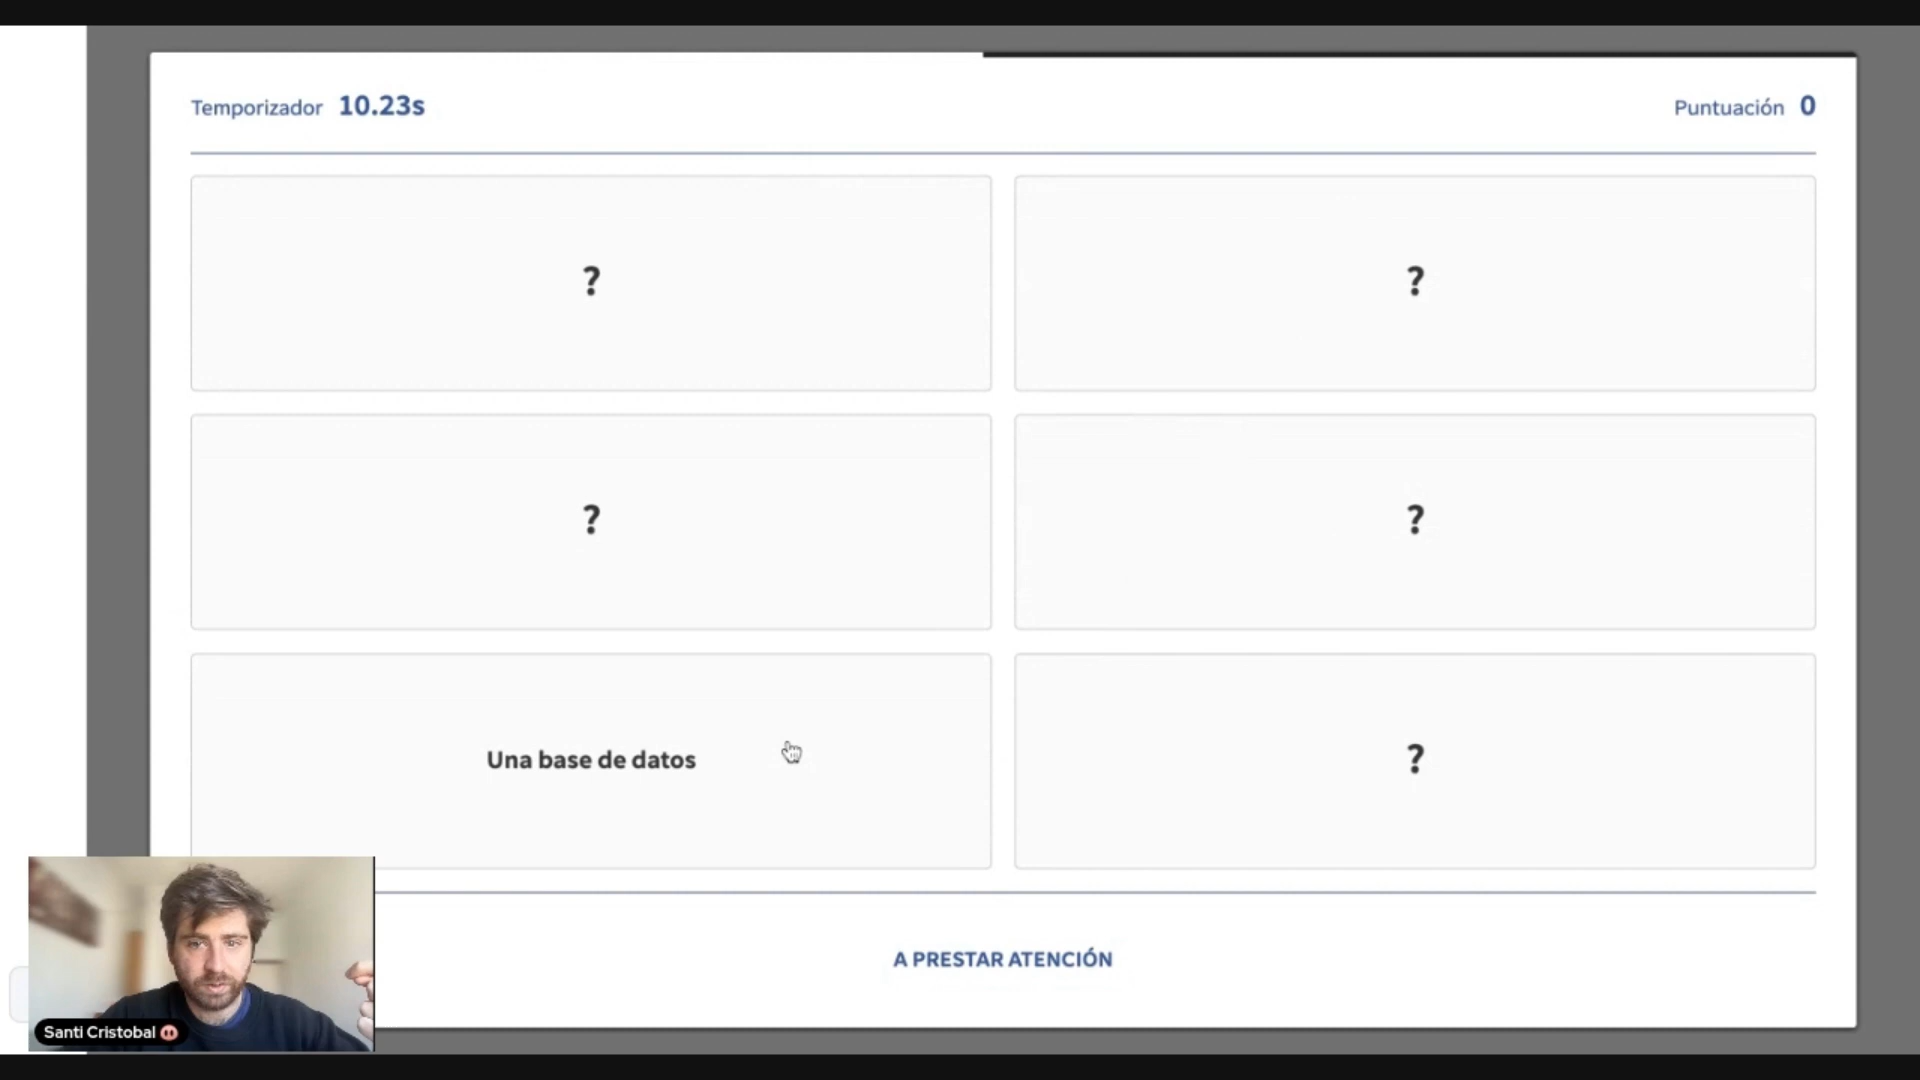 Temporizador 10.23s
Puntuación 0
?
?
?
?
Una base de datos
?
A PRESTAR ATENCIÓN
Santi Cristobal